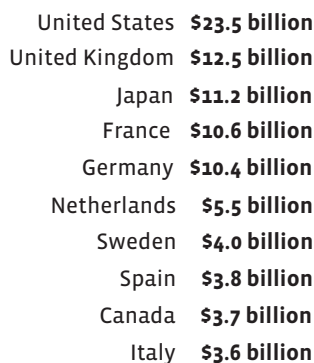 United States $23.5 billion
United Kingdom $12.5 billion
Japan $11.2 billion
France $10.6 billion
Germany $10.4 billion
Netherlands $5.5 billion
Sweden $4.0 billion
Spain $3.8 billion
Canada $3.7 billion
Italy $3.6 billion